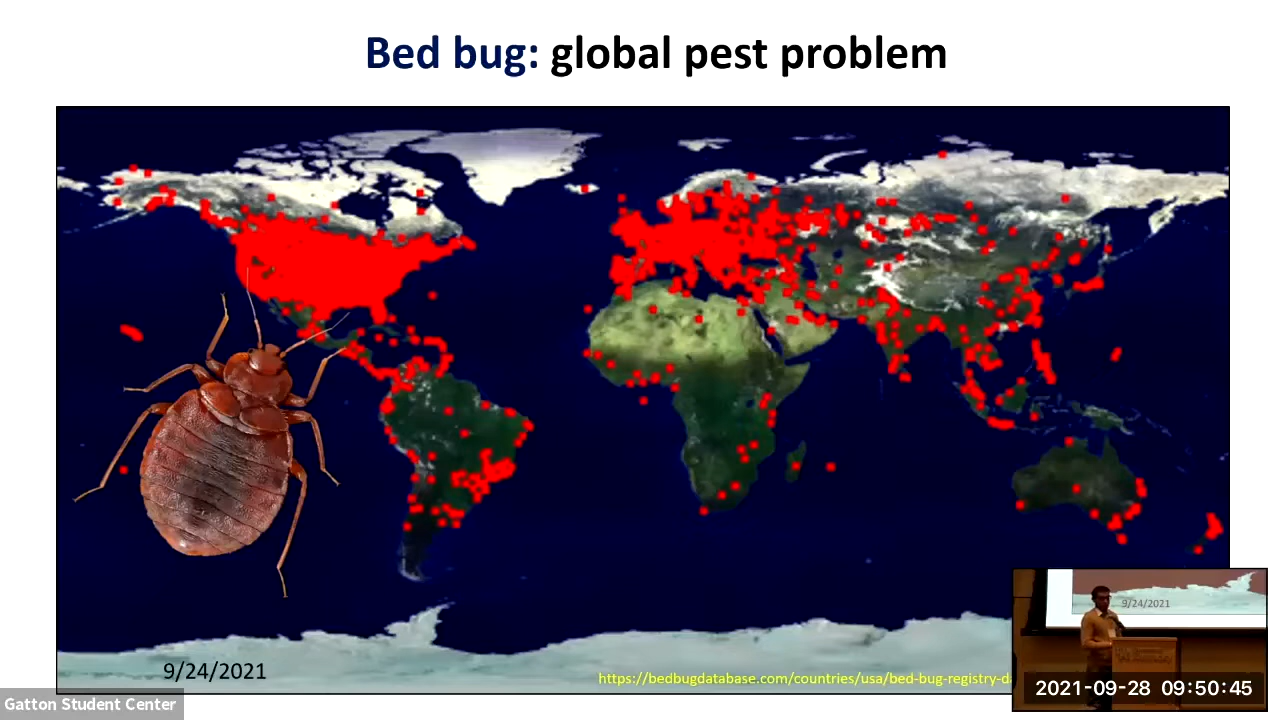 Bed bug: global pest problem
9/24/2021
https://bedbugdatabase.com/countries/usa/bed-bug-registry-d
9/24/2021
2021-09-28 09:50:45
Gatton Student Center